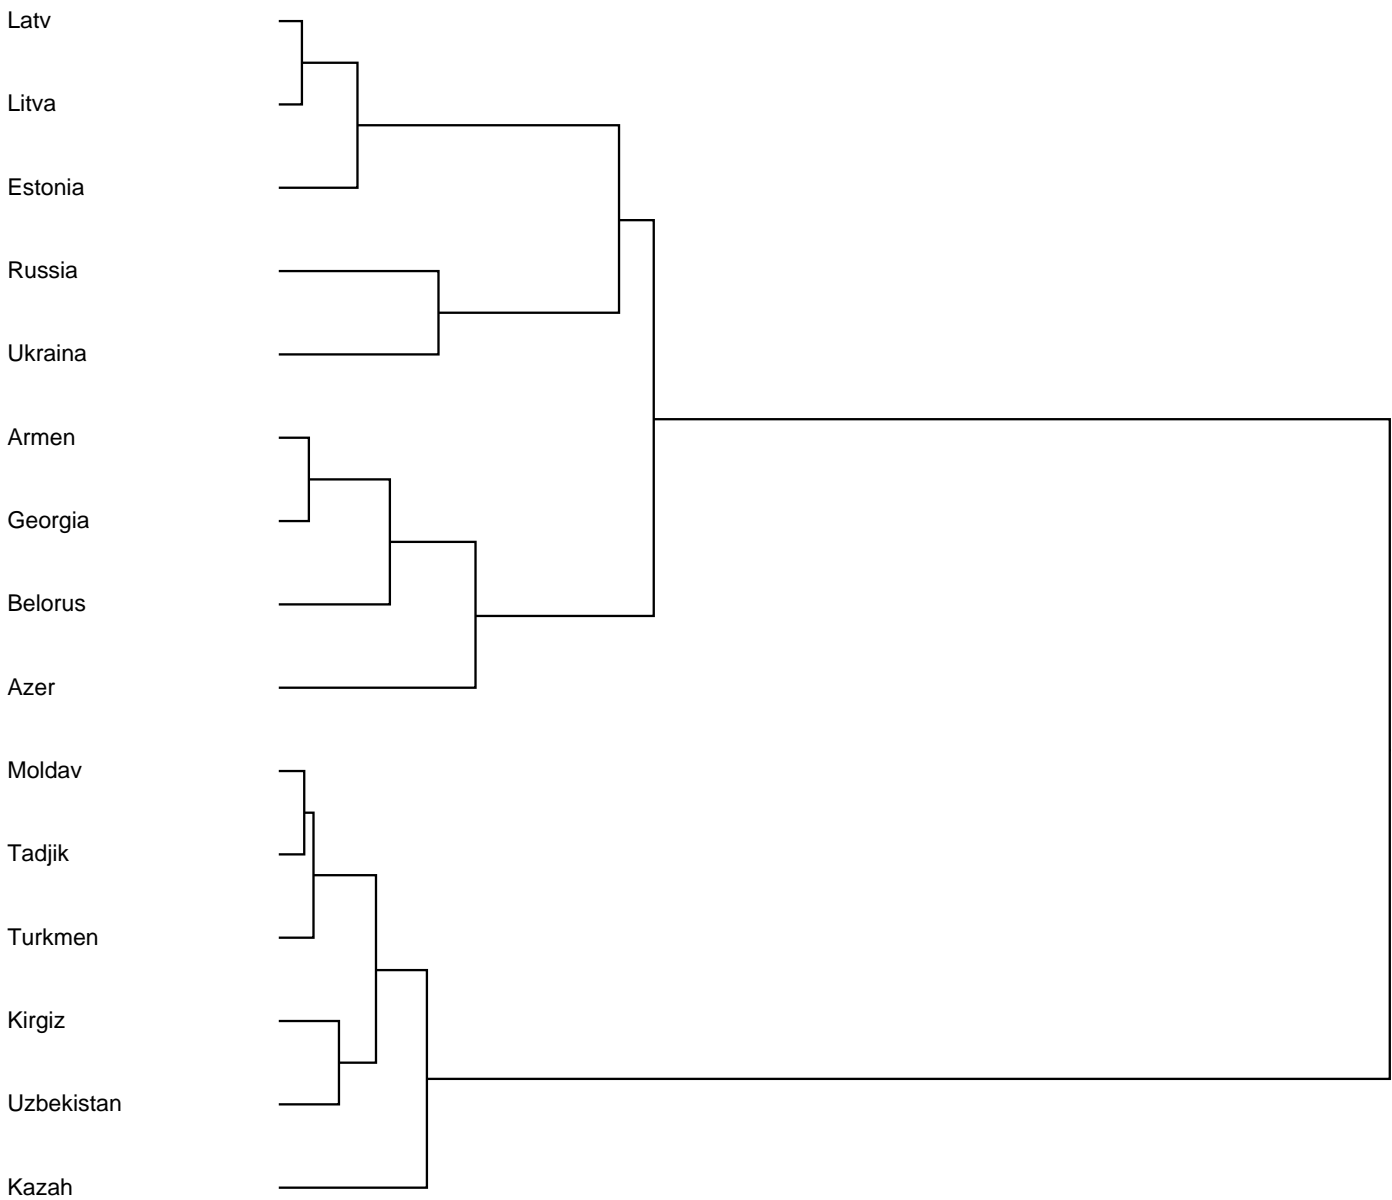 Latv
Litva
Estonia
Russia
Ukraina
Armen
Georgia
Belorus
Azer
Moldav
Tadjik
Turkmen
Kirgiz
Uzbekistan
Kazah